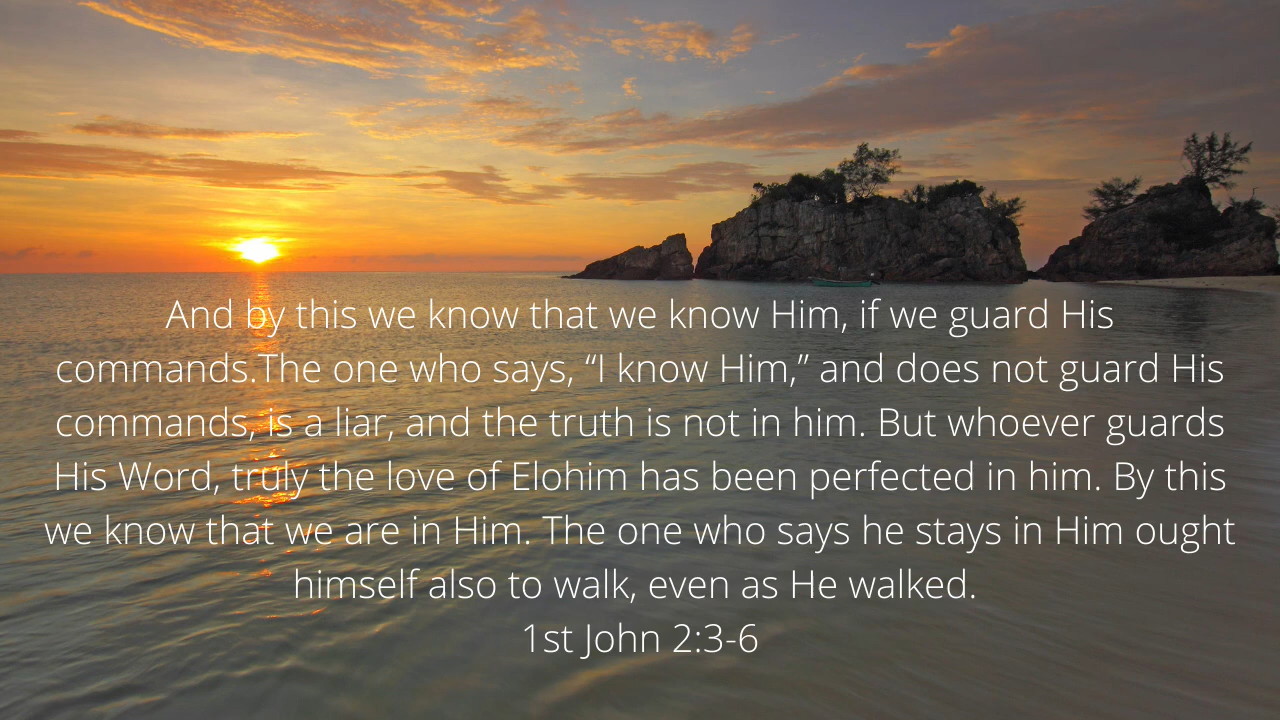 And by this we know that we know Him, if we guard His
commands.The one who says, “I know Him,” and does not guard His
commands, is a liar, and the truth is not in him. But whoever guards
His Word, truly the love of Elohim has been perfected in him. By this
we know that we are in Him. The one who says he stays in Him ought
himself also to walk, even as He walked.
1st John 2:3-6